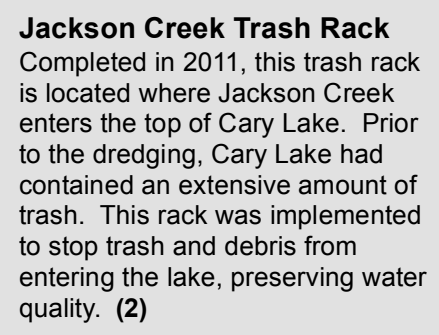 Jackson Creek Trash Rack
Completed in 2011, this trash rack
is located where Jackson Creek
enters the top of Cary Lake.  Prior
to the dredging, Cary Lake had
contained an extensive amount of
trash.  This rack was implemented
to stop trash and debris from
entering the lake, preserving water
quality.  (2)